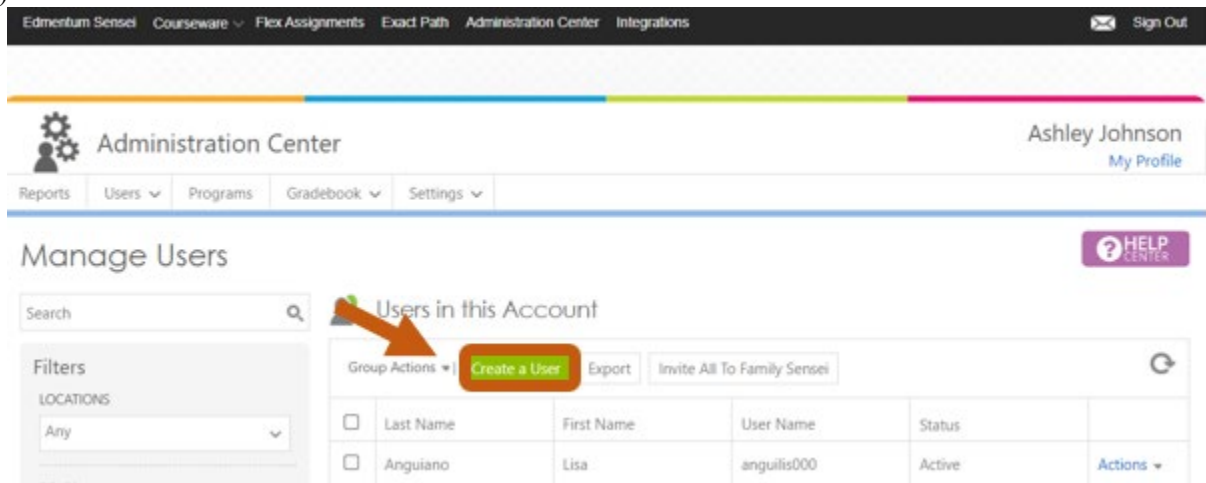 )
Edmentum Sensei Courseware Flex Assignments Exact Path Administration Center Integrations Sign Out
Administration Center
Ashley Johnson
My Profile
Reports Users Programs Gradebook Settings
Manage Users
? HELP CENTER
Search
Users in this Account
Filters
Group Actions | Create a User Export Invite All To Family Sensei
LOCATIONS
Any
Last Name First Name User Name Status
Anguiano Lisa anguilis000 Active Actions